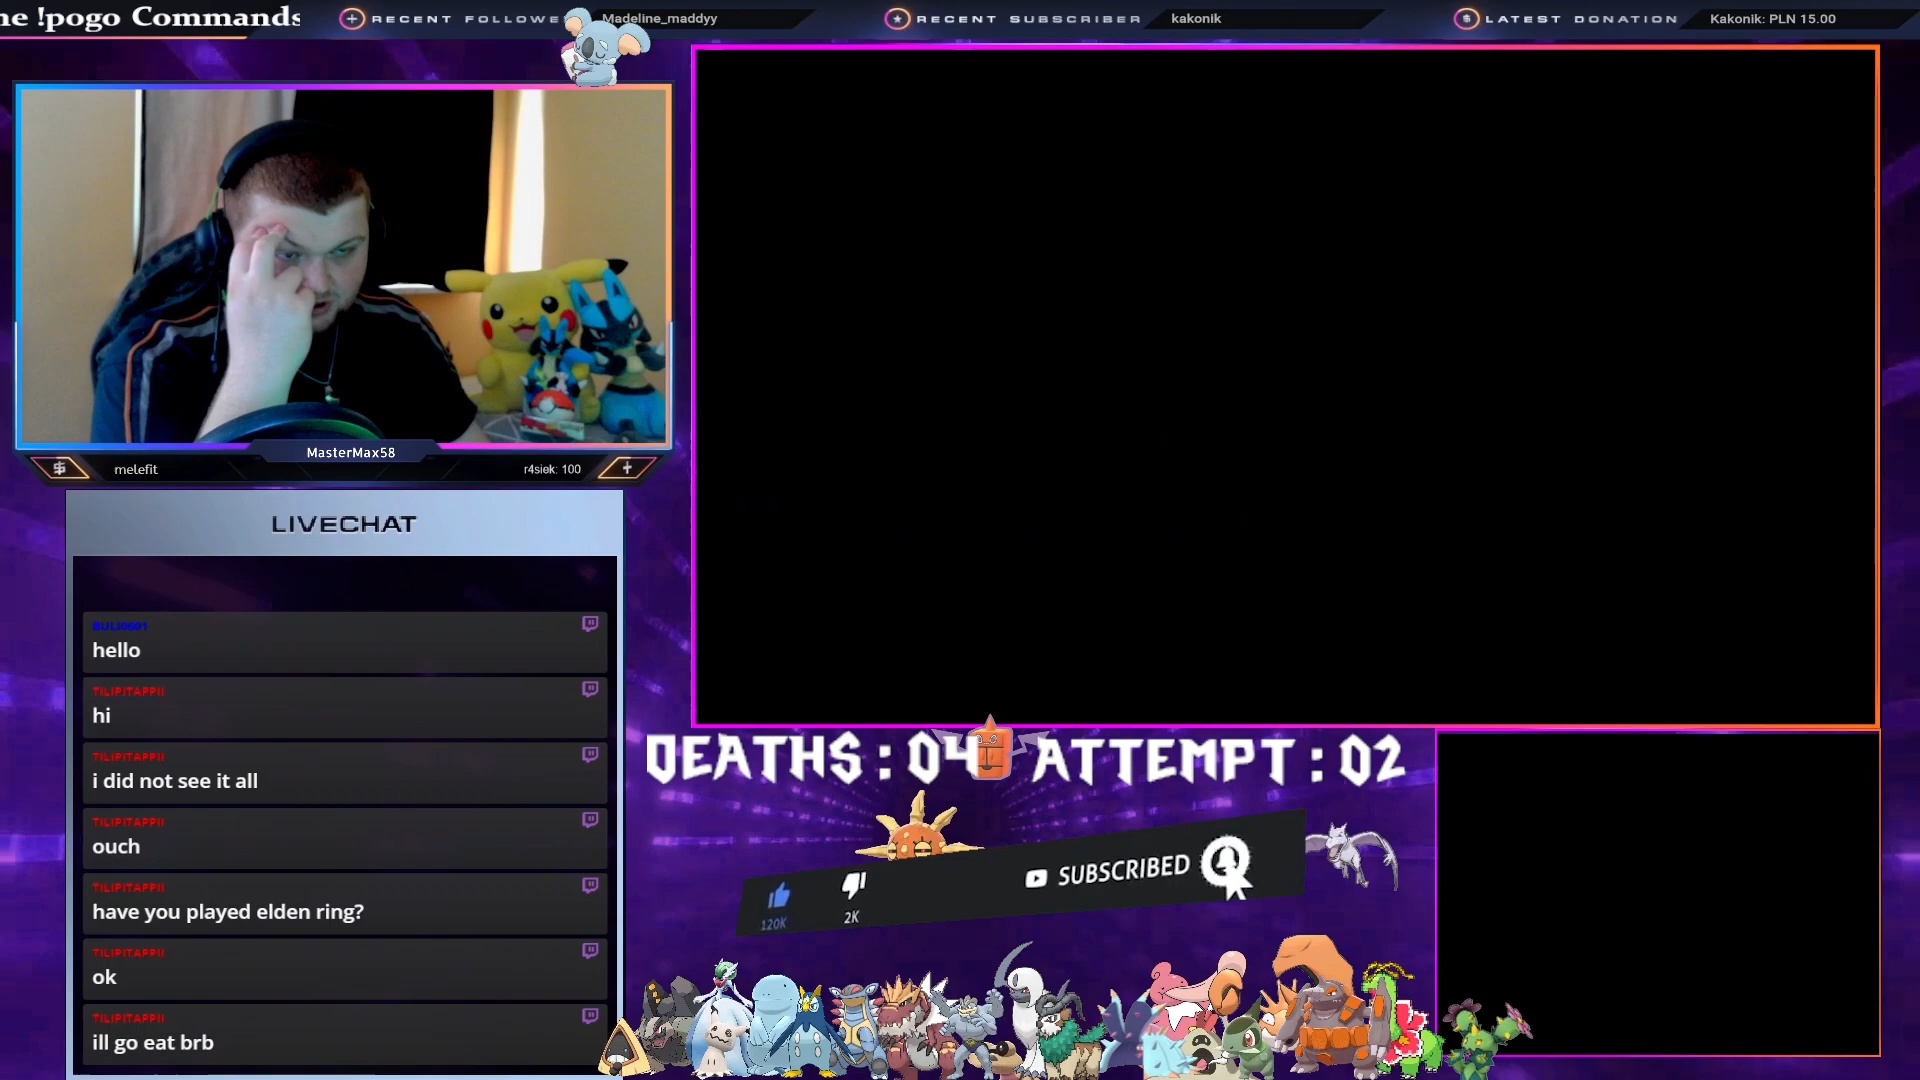 ne !pogo Commands
RECENT FOLLOWE
Madeline_maddyy
RECENT SUBSCRIBER
kakonik
LATEST DONATION
Kakonik: PLN 15.00
MasterMax58
melefit
r4siek: 100
LIVECHAT
hello
TILIPITAPPII
hi
TILIPITAPPII
i did not see it all
TILIPITAPPII
ouch
TILIPITAPPII
have you played elden ring?
TILIPITAPPII
ok
TILIPITAPPII
ill go eat brb
DEATHS:04 ATTEMPT:02
SUBSCRIBED
120K
2K